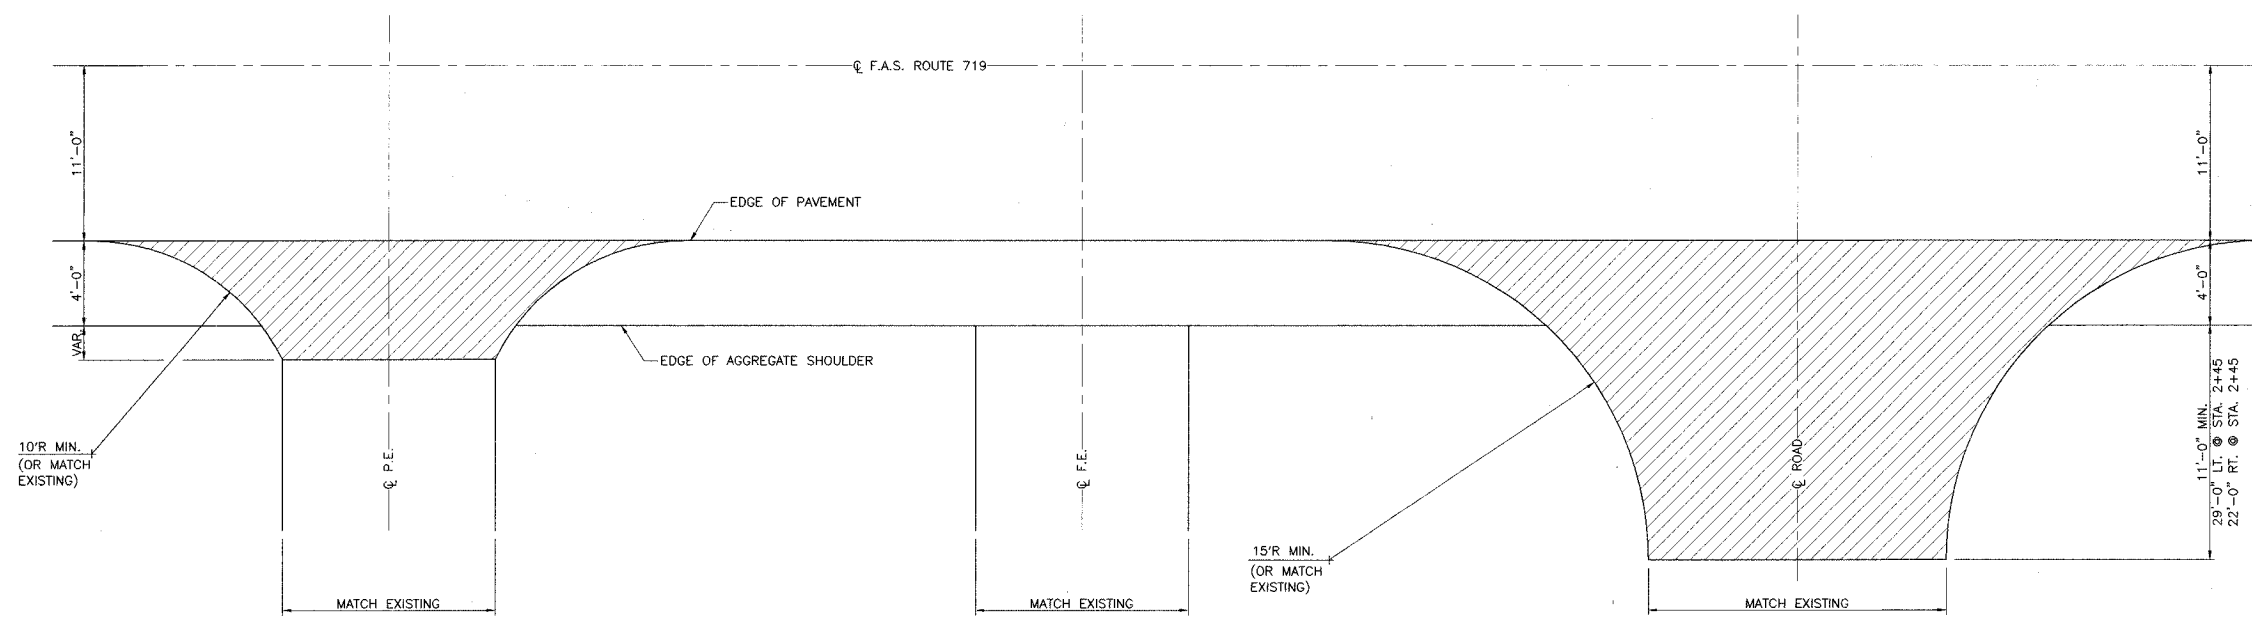 ℄ F.A.S. ROUTE 719
11'-0"
11'-0"
EDGE OF PAVEMENT
4'-0"
4'-0"
VAR.
EDGE OF AGGREGATE SHOULDER
10'R MIN.
(OR MATCH
EXISTING)
℄ P.E.
℄ F.E.
℄ ROAD
11'-0" MIN.
29'-0" LT. @ STA. 2+45
22'-0" RT. @ STA. 2+45
15'R MIN.
(OR MATCH
EXISTING)
MATCH EXISTING
MATCH EXISTING
MATCH EXISTING